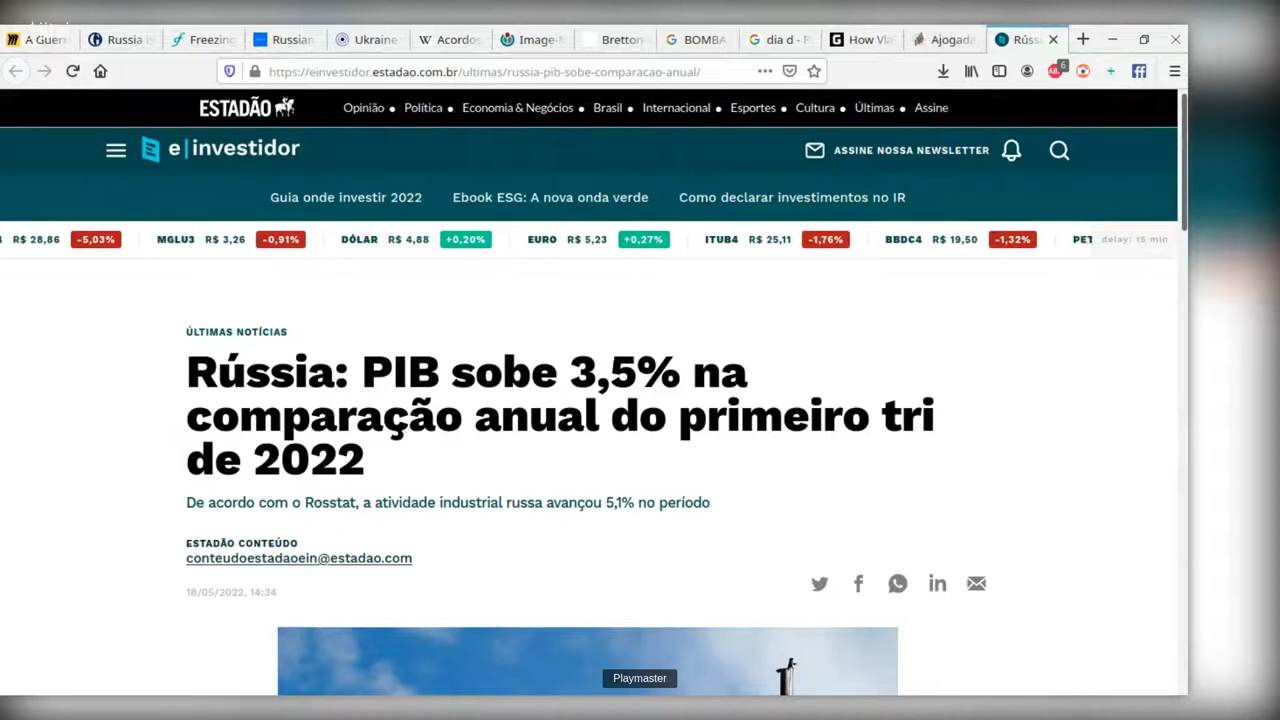 A Guer
Russia
Freezing
Russian
Ukraine
Acordos
Image-
Bretton
BOMBA
dia d - P
How Vla
Ajogada
Rúss
https://einvestidor.estadao.com.br/ultimas/russia-pib-sobe-comparacao-anual/
6
ESTADÃO
Opinião • Política • Economia & Negócios • Brasil • Internacional • Esportes • Cultura • Últimas • Assine
e|investidor
ASSINE NOSSA NEWSLETTER
Guia onde investir 2022 Ebook ESG: A nova onda verde Como declarar investimentos no IR
R$ 28,86 -5,03% MGLU3 R$ 3,26 -0,91% DÓLAR R$ 4,88 +0,20% EURO R$ 5,23 +0,27% ITUB4 R$ 25,11 -1,76% BBDC4 R$ 19,50 -1,32% PET delay: 15 min
ÚLTIMAS NOTÍCIAS
Rússia: PIB sobe 3,5% na
comparação anual do primeiro tri
de 2022
De acordo com o Rosstat, a atividade industrial russa avançou 5,1% no período
ESTADÃO CONTEÚDO
conteudoestadaoein@estadao.com
18/05/2022, 14:34
Playmaster